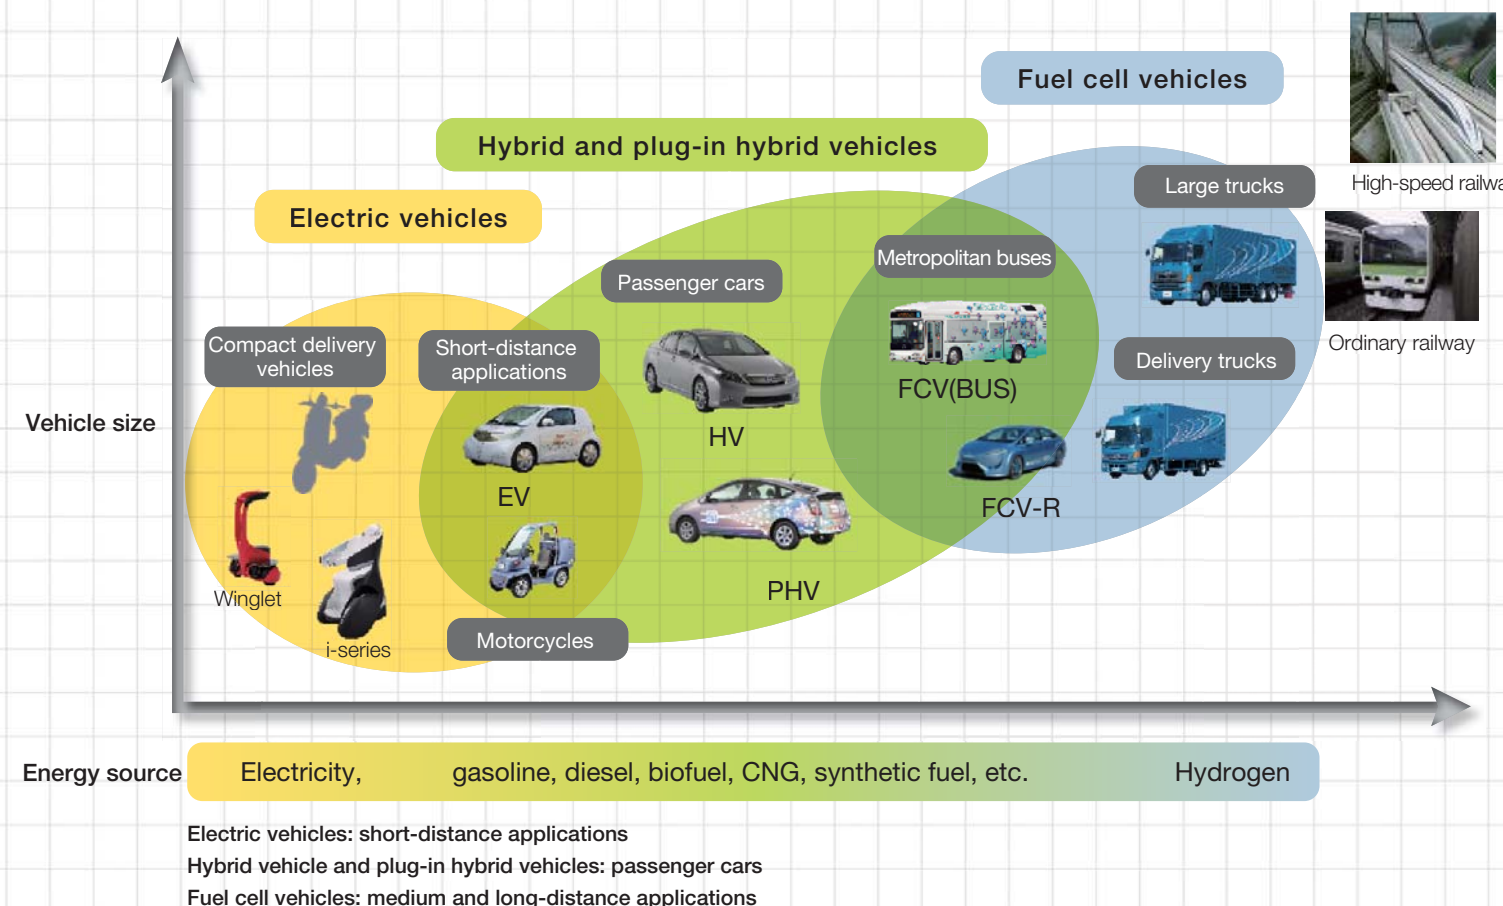 Fuel cell vehicles
Hybrid and plug-in hybrid vehicles
Electric vehicles
Large trucks
High-speed railwa
Metropolitan buses
Passenger cars
Compact delivery
vehicles
Short-distance
applications
Ordinary railway
Delivery trucks
FCV(BUS)
Vehicle size
HV
EV
FCV-R
PHV
Winglet
Motorcycles
i-series
Energy source
Electricity,
gasoline, diesel, biofuel, CNG, synthetic fuel, etc.
Hydrogen
Electric vehicles: short-distance applications
Hybrid vehicle and plug-in hybrid vehicles: passenger cars
Fuel cell vehicles: medium and long-distance applications